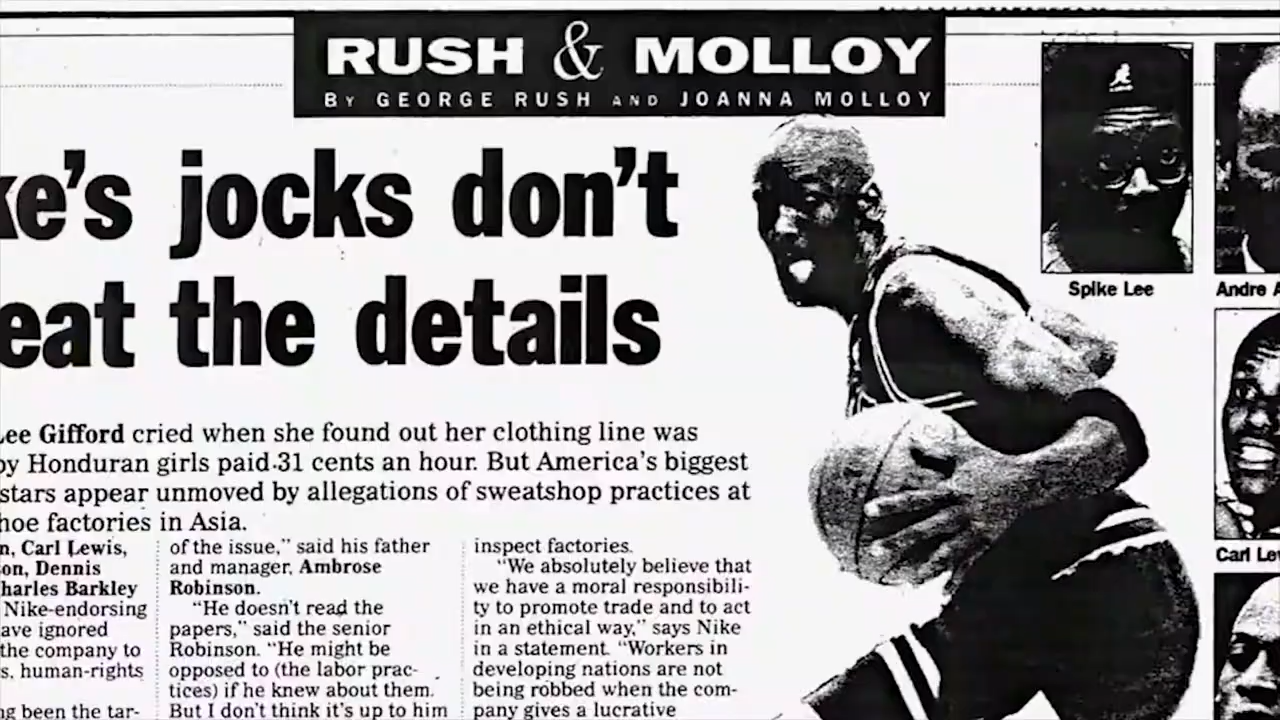 RUSH & MOLLOY
BY GEORGE RUSH AND JOANNA MOLLOY
ke's jocks don't
eat the details
Lee Gifford cried when she found out her clothing line was
by Honduran girls paid 31 cents an hour. But America's biggest
stars appear unmoved by allegations of sweatshop practices at
hoe factories in Asia.
n, Carl Lewis,
on, Dennis
harles Barkley
Nike-endorsing
ave ignored
the company to
s, human-rights
ng been the tar-
of the issue," said his father
and manager, Ambrose
Robinson.
"He doesn't read the
papers," said the senior
Robinson. "He might be
opposed to (the labor prac-
tices) if he knew about them.
But I don't think it's up to him
inspect factories.
"We absolutely believe that
we have a moral responsibili-
ty to promote trade and to act
in an ethical way," says Nike
in a statement. "Workers in
developing nations are not
being robbed when the com-
pany gives a lucrative
Spike Lee
Andre A
Carl Lew